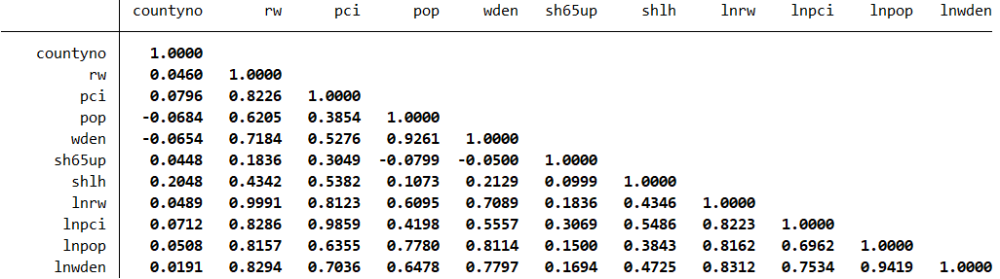 countyno rw pci pop wden sh65up shlh lnrw lnpci lnpop lnwden
countyno 1.0000
rw 0.0460 1.0000
pci 0.0796 0.8226 1.0000
pop -0.0684 0.6205 0.3854 1.0000
wden -0.0654 0.7184 0.5276 0.9261 1.0000
sh65up 0.0448 0.1836 0.3049 -0.0799 -0.0500 1.0000
shlh 0.2048 0.4342 0.5382 0.1073 0.2129 0.0999 1.0000
lnrw 0.0489 0.9991 0.8123 0.6095 0.7089 0.1836 0.4346 1.0000
lnpci 0.0712 0.8286 0.9859 0.4198 0.5557 0.3069 0.5486 0.8223 1.0000
lnpop 0.0508 0.8157 0.6355 0.7780 0.8114 0.1500 0.3843 0.8162 0.6962 1.0000
lnwden 0.0191 0.8294 0.7036 0.6478 0.7797 0.1694 0.4725 0.8312 0.7534 0.9419 1.0000